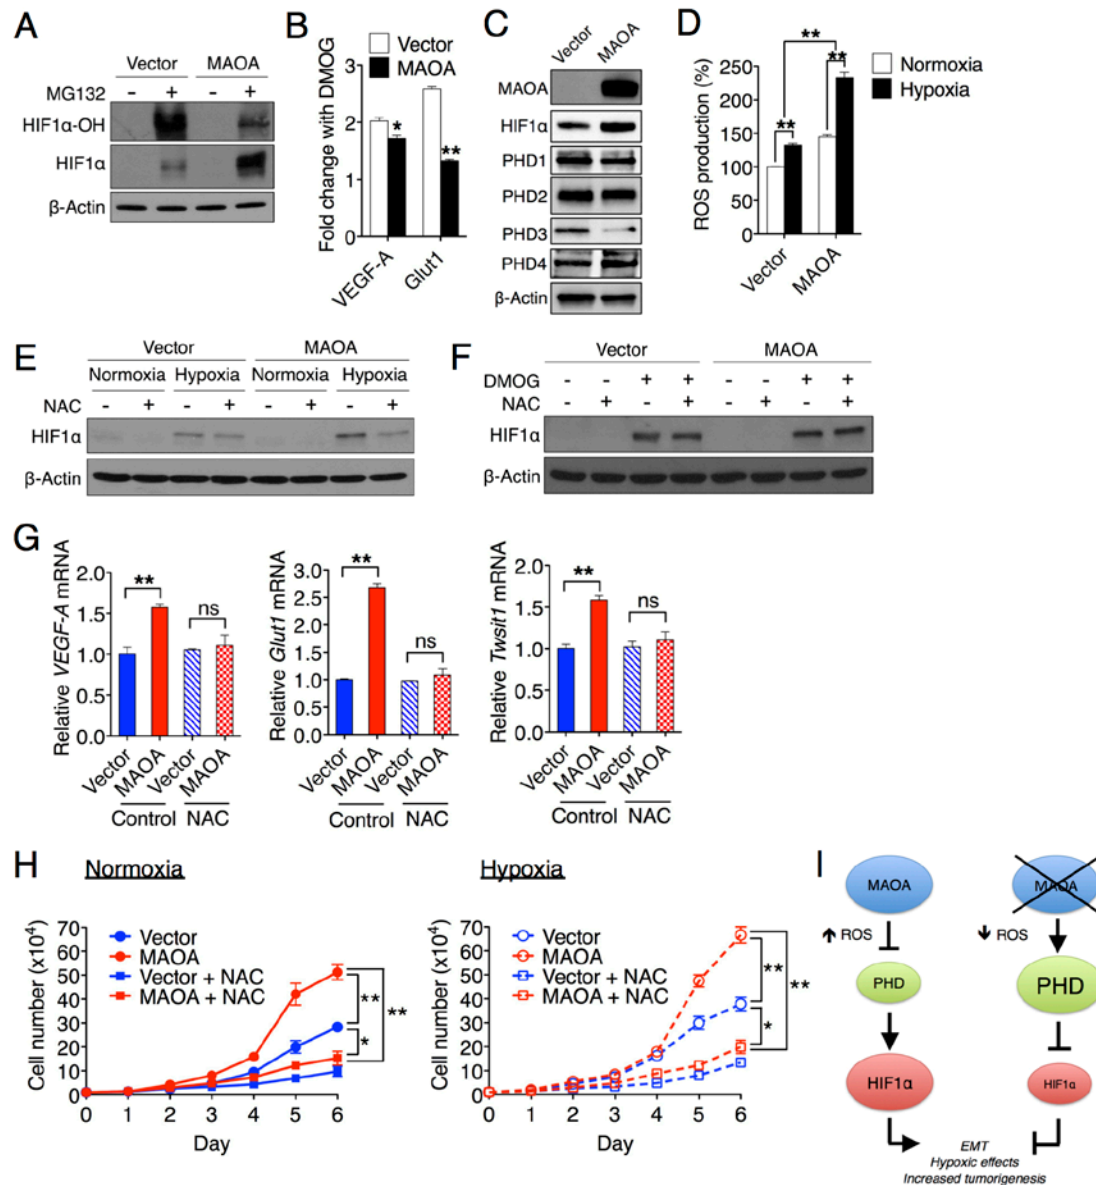 A
Vector MAOA
MG132 - + - +
HIF1α-OH
HIF1α
β-Actin
B
Vector
MAOA
Fold change with DMOG
3
2
1
0
*
**
VEGF-A
Glut1
C
Vector MAOA
MAOA
HIF1α
PHD1
PHD2
PHD3
PHD4
β-Actin
D
Normoxia
Hypoxia
ROS production (%)
250
200
150
100
50
0
**
**
**
Vector
MAOA
E
Vector MAOA
Normoxia Hypoxia Normoxia Hypoxia
NAC - + - + - + - +
HIF1α
β-Actin
F
Vector MAOA
DMOG - - + + - - + +
NAC - + - + - + - +
HIF1α
β-Actin
G
Relative VEGF-A mRNA
2.0
1.5
1.0
0.5
0.0
**
ns
Vector MAOA Vector MAOA
Control NAC
Relative Glut1 mRNA
3.0
2.5
2.0
1.5
1.0
0.5
0.0
**
ns
Vector MAOA Vector MAOA
Control NAC
Relative Twsit1 mRNA
2.0
1.5
1.0
0.5
0.0
**
ns
Vector MAOA Vector MAOA
Control NAC
H
Normoxia
Cell number (x10⁴)
70
60
50
40
30
20
10
0
Vector
MAOA
Vector + NAC
MAOA + NAC
**
**
*
0 1 2 3 4 5 6
Day
Hypoxia
Cell number (x10⁴)
70
60
50
40
30
20
10
0
Vector
MAOA
Vector + NAC
MAOA + NAC
**
**
*
0 1 2 3 4 5 6
Day
I
MAOA MAOA
ROS ROS
PHD PHD
HIF1α HIF1α
EMT
Hypoxic effects
Increased tumorigenesis